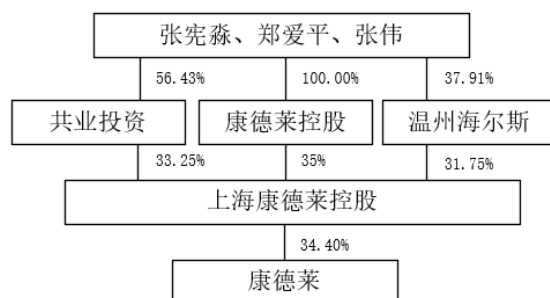 张宪淼、郑爱平、张伟
56.43% 100.00% 37.91%
共业投资 康德莱控股 温州海尔斯
33.25% 35% 31.75%
上海康德莱控股
34.40%
康德莱